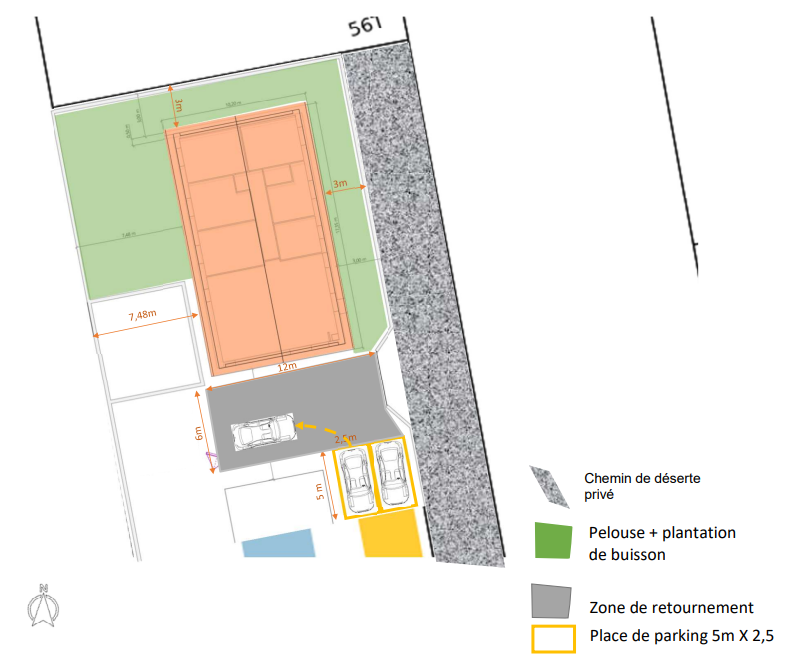 561
3m
3m
7,48m
12m
6m
2,5m
5 m
Chemin de déserte
privé
Pelouse + plantation
de buisson
Zone de retournement
Place de parking 5m X 2,5
N